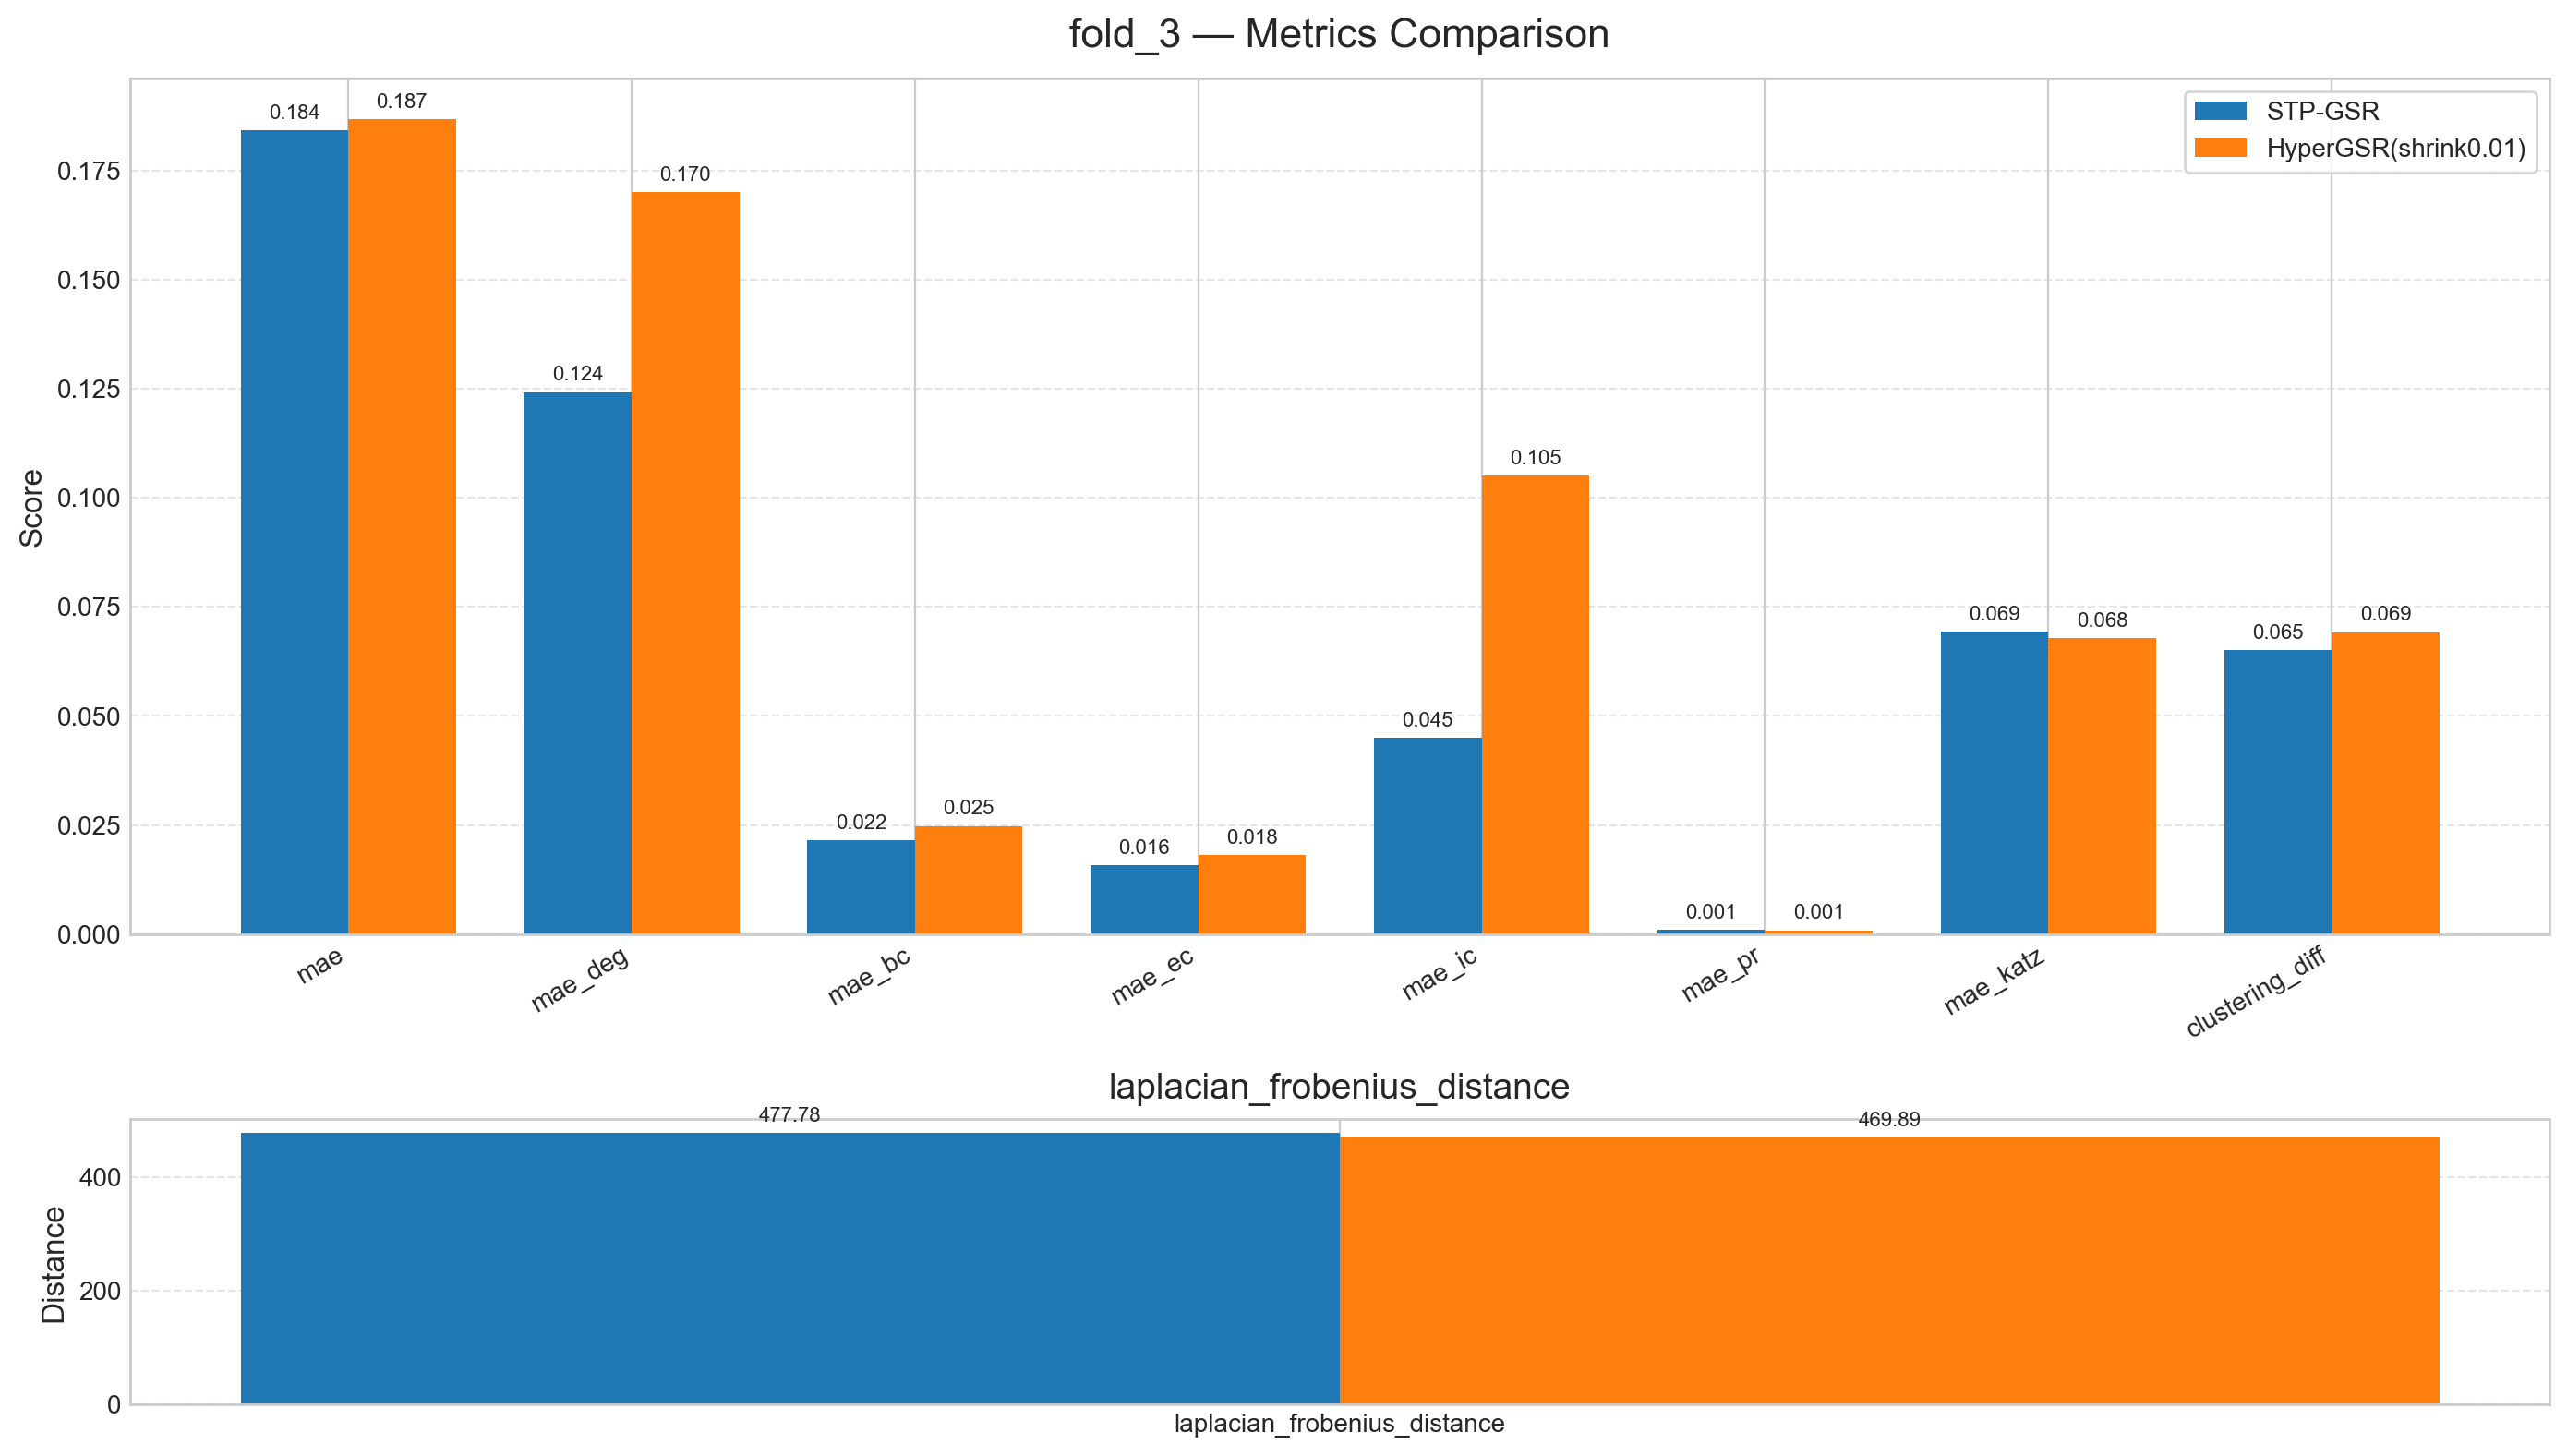 fold_3 — Metrics Comparison
STP-GSR
HyperGSR(shrink0.01)
Score
0.175
0.150
0.125
0.100
0.075
0.050
0.025
0.000
0.184
0.187
0.124
0.170
0.022
0.025
0.016
0.018
0.045
0.105
0.001
0.001
0.069
0.068
0.065
0.069
mae
mae_deg
mae_bc
mae_ec
mae_ic
mae_pr
mae_katz
clustering_diff
laplacian_frobenius_distance
Distance
400
200
0
477.78
469.89
laplacian_frobenius_distance